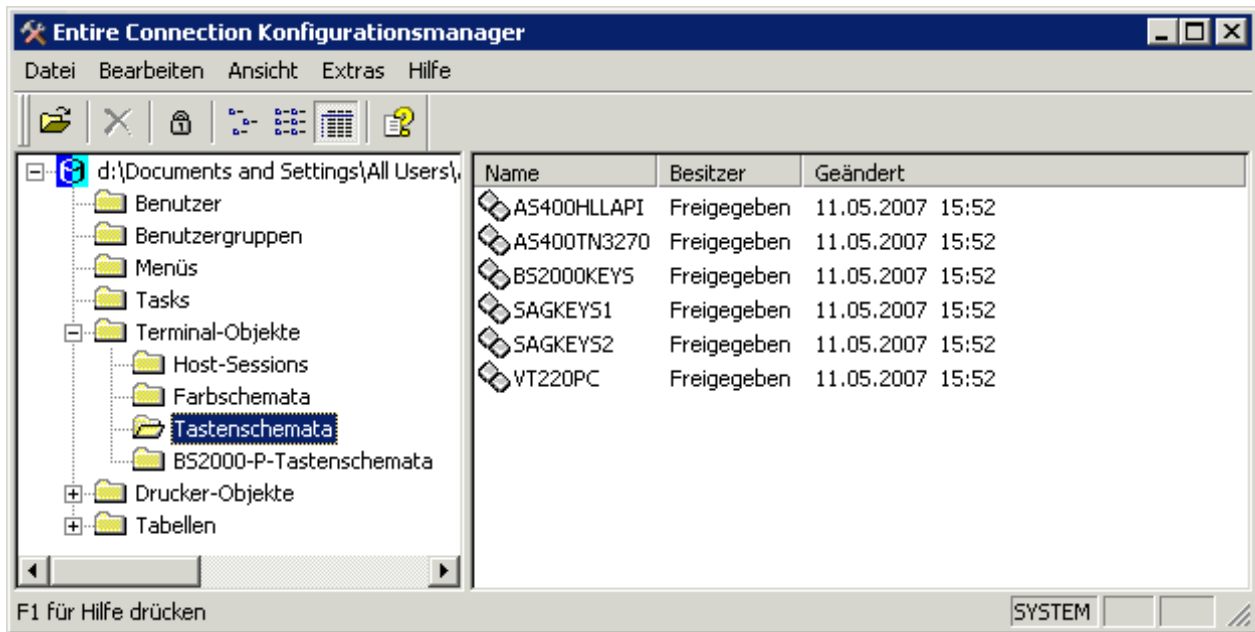 Entire Connection Konfigurationsmanager
Datei Bearbeiten Ansicht Extras Hilfe
d:\Documents and Settings\All Users\
Benutzer
Benutzergruppen
Menüs
Tasks
Terminal-Objekte
Host-Sessions
Farbschemata
Tastenschemata
BS2000-P-Tastenschemata
Drucker-Objekte
Tabellen
Name Besitzer Geändert
AS400HLLAPI Freigegeben 11.05.2007 15:52
AS400TN3270 Freigegeben 11.05.2007 15:52
BS2000KEYS Freigegeben 11.05.2007 15:52
SAGKEYS1 Freigegeben 11.05.2007 15:52
SAGKEYS2 Freigegeben 11.05.2007 15:52
VT220PC Freigegeben 11.05.2007 15:52
F1 für Hilfe drücken
SYSTEM